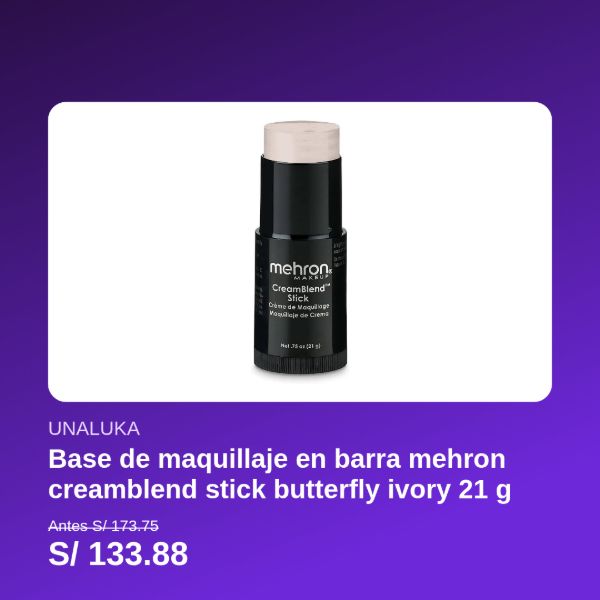 mehron
MAKEUP
CreamBlend™
Stick
Crème de Maquillage
Maquillaje de Crema
Net .75 oz (21 g)
UNALUKA
Base de maquillaje en barra mehron
creamblend stick butterfly ivory 21 g
Antes S/ 173.75
S/ 133.88